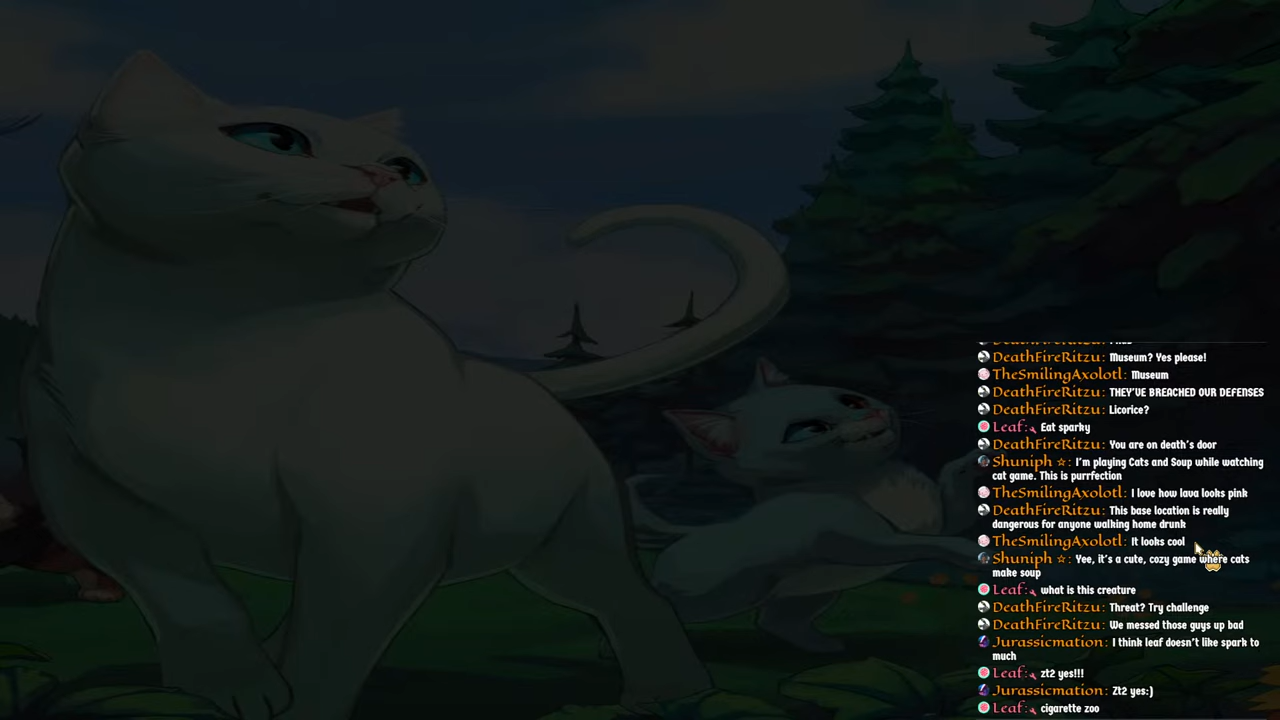 DeathFireRitzu: Museum? Yes please!
TheSmilingAxolotl: Museum
DeathFireRitzu: THEY'VE BREACHED OUR DEFENSES
DeathFireRitzu: Licorice?
Leaf: Eat sparky
DeathFireRitzu: You are on death's door
Shuniph ☆: I'm playing Cats and Soup while watching
cat game. This is purrfection
TheSmilingAxolotl: I love how lava looks pink
DeathFireRitzu: This base location is really
dangerous for anyone walking home drunk
TheSmilingAxolotl: It looks cool
Shuniph ☆: Yee, it's a cute, cozy game where cats
make soup
Leaf: what is this creature
DeathFireRitzu: Threat? Try challenge
DeathFireRitzu: We messed those guys up bad
Jurassicmation: I think leaf doesn't like spark to
much
Leaf: zt2 yes!!!
Jurassicmation: Zt2 yes:)
Leaf: cigarette zoo